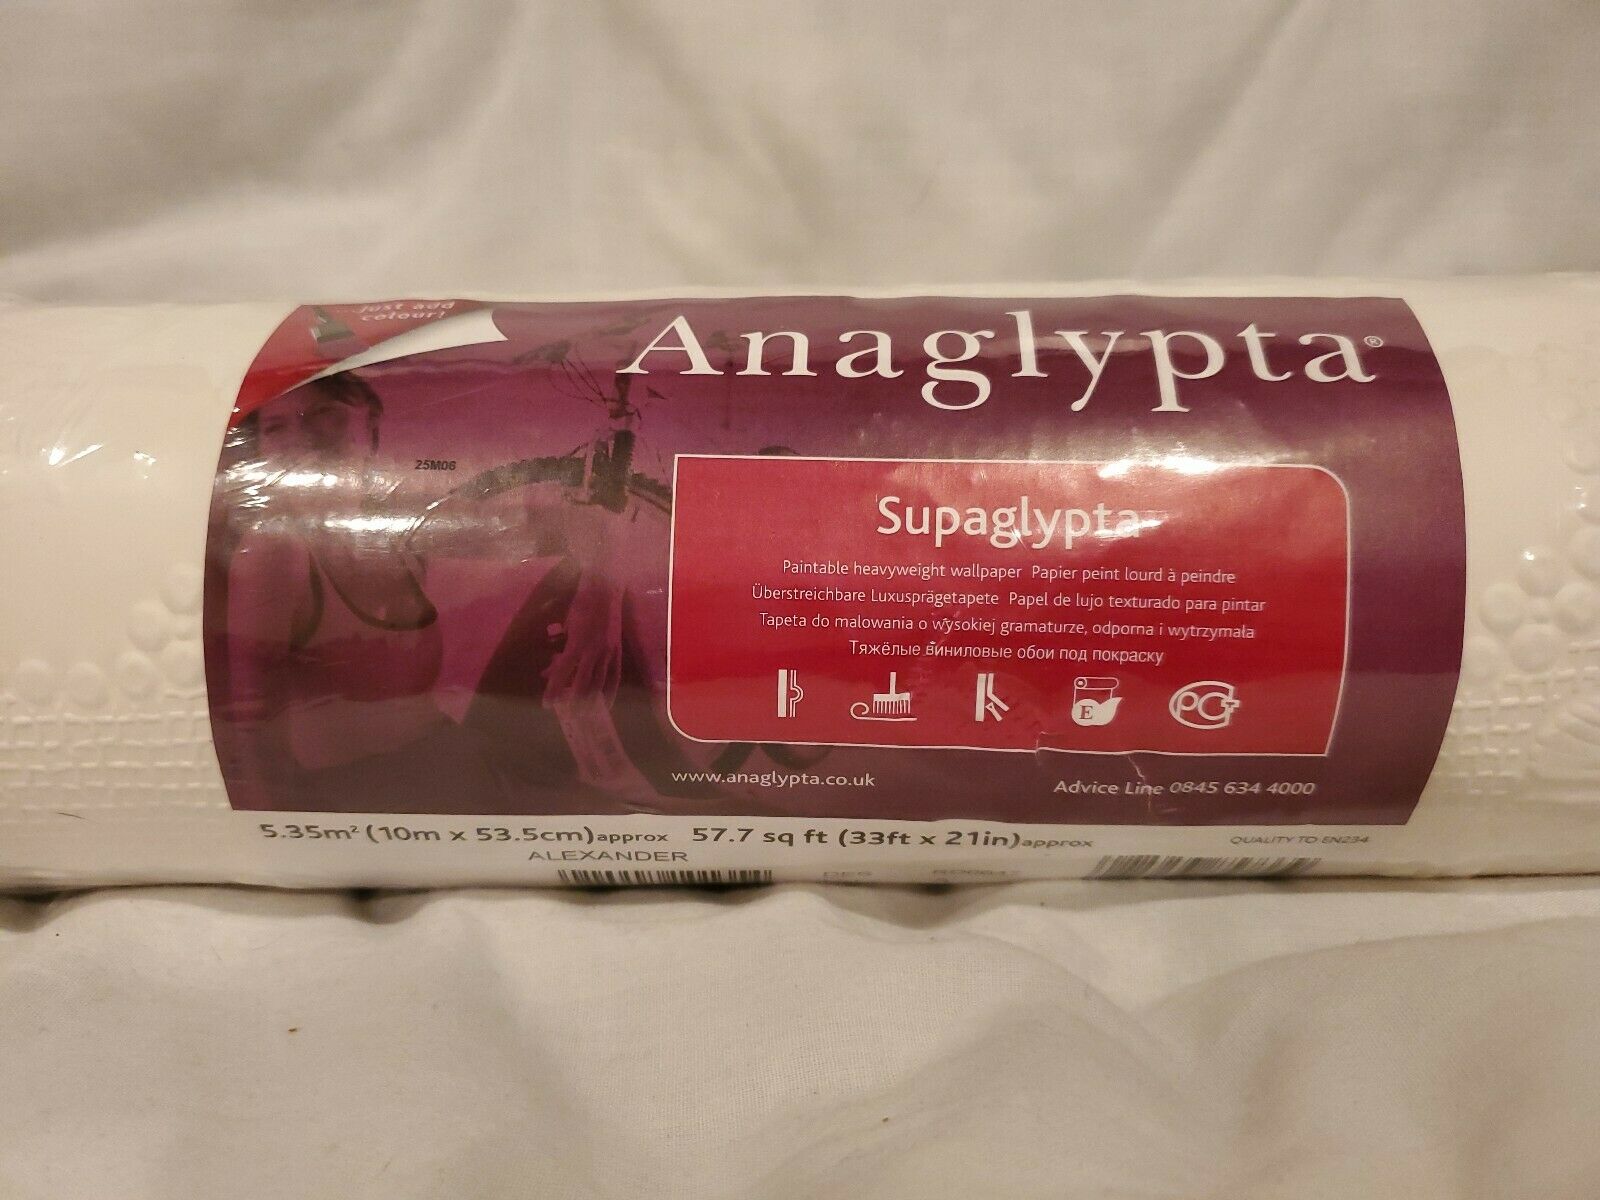 Just add
colour!
Anaglypta®
25M06
Supaglypta
Paintable heavyweight wallpaper Papier peint lourd à peindre
Überstreichbare Luxusprägetapete Papel de lujo texturado para pintar
Tapeta do malowania o wysokiej gramaturze, odporna i wytrzymała
Тяжёлые виниловые обои под покраску
E
РСТ
www.anaglypta.co.uk Advice Line 0845 634 4000
5.35m² (10m x 53.5cm)approx 57.7 sq ft (33ft x 21in)approx QUALITY TO EN234
ALEXANDER
DES